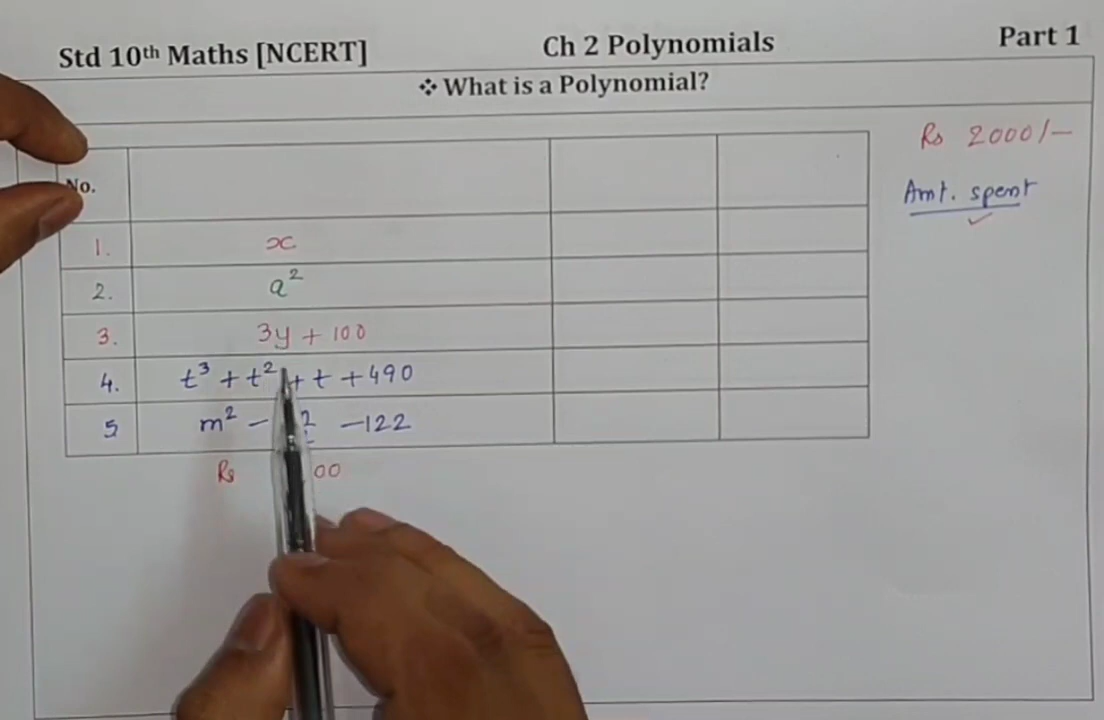 Std 10th Maths [NCERT] Ch 2 Polynomials Part 1
❖ What is a Polynomial?
Rs 2000/-
Amt. spent
No.
1. x
2. a²
3. 3y + 100
4. t³ + t² + t + 490
5 m² - 2 -122
Rs 00